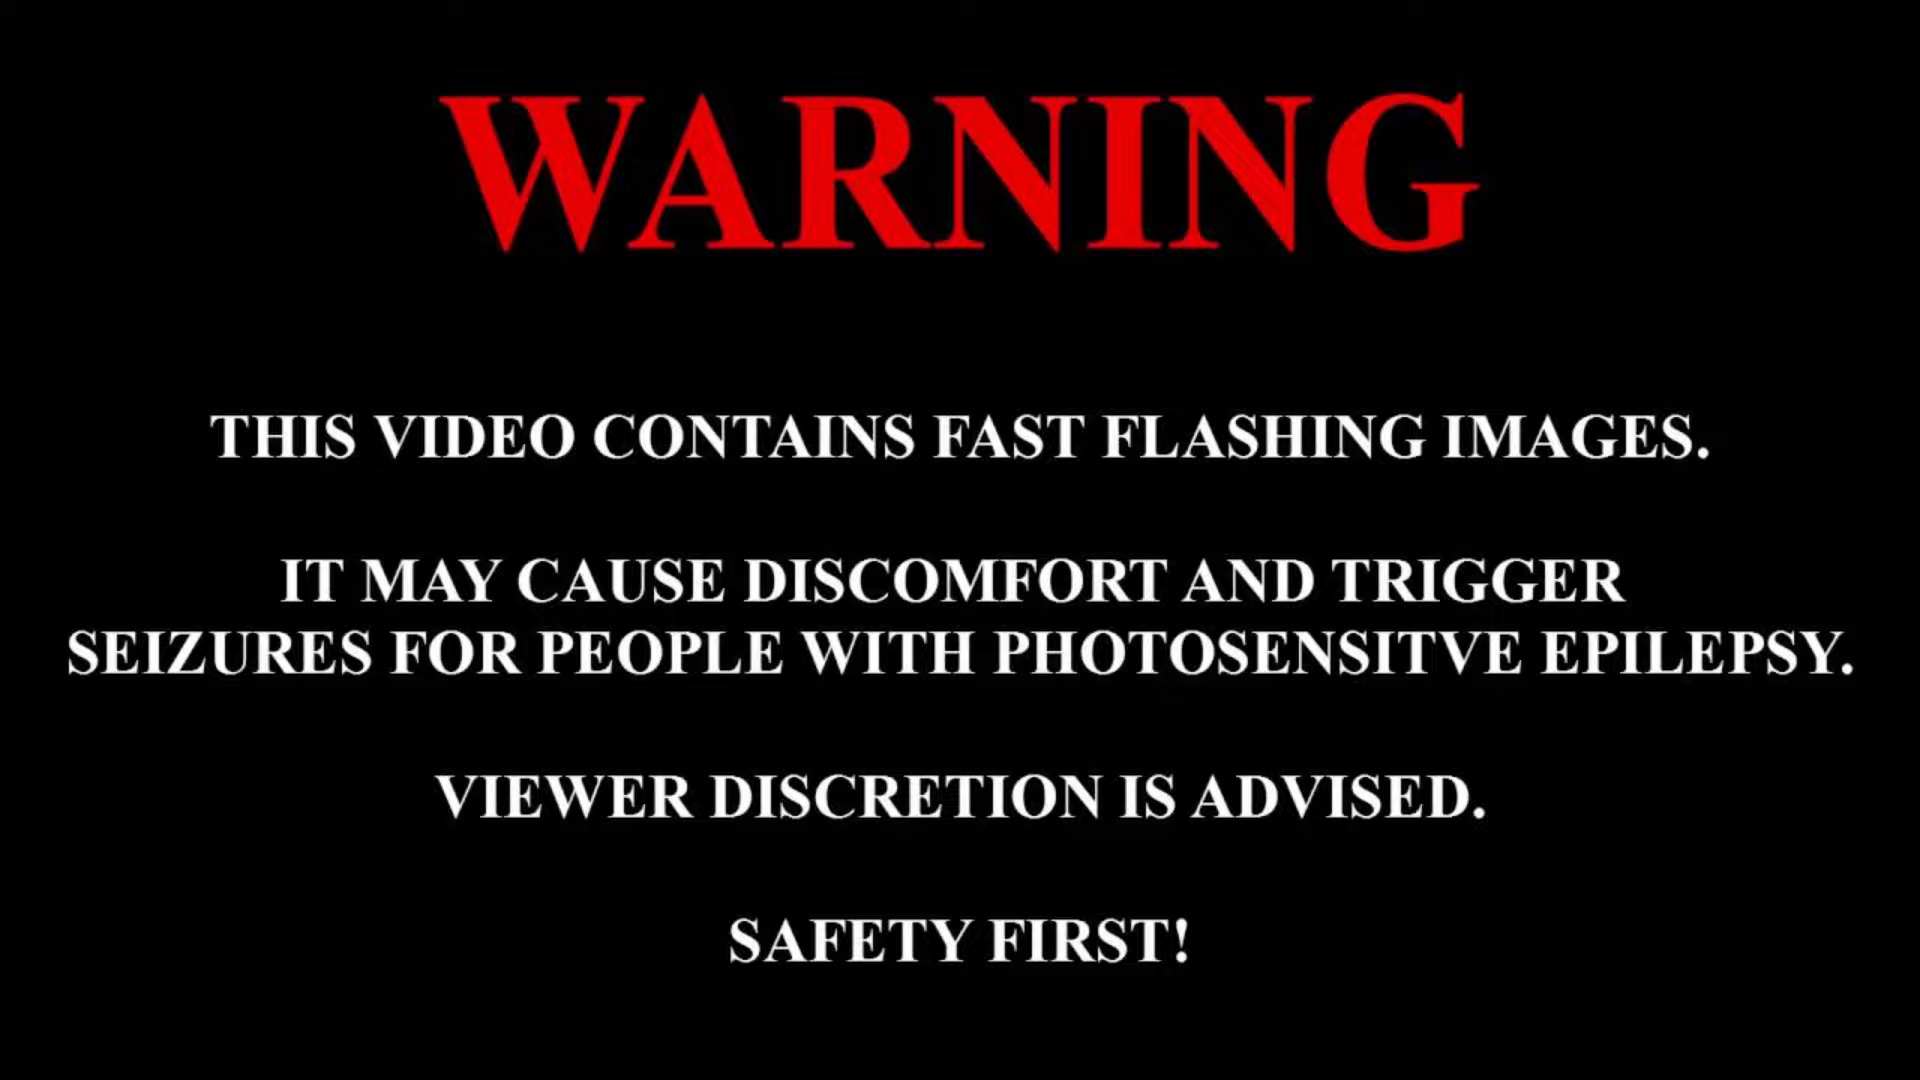 WARNING
THIS VIDEO CONTAINS FAST FLASHING IMAGES.
IT MAY CAUSE DISCOMFORT AND TRIGGER
SEIZURES FOR PEOPLE WITH PHOTOSENSITVE EPILEPSY.
VIEWER DISCRETION IS ADVISED.
SAFETY FIRST!